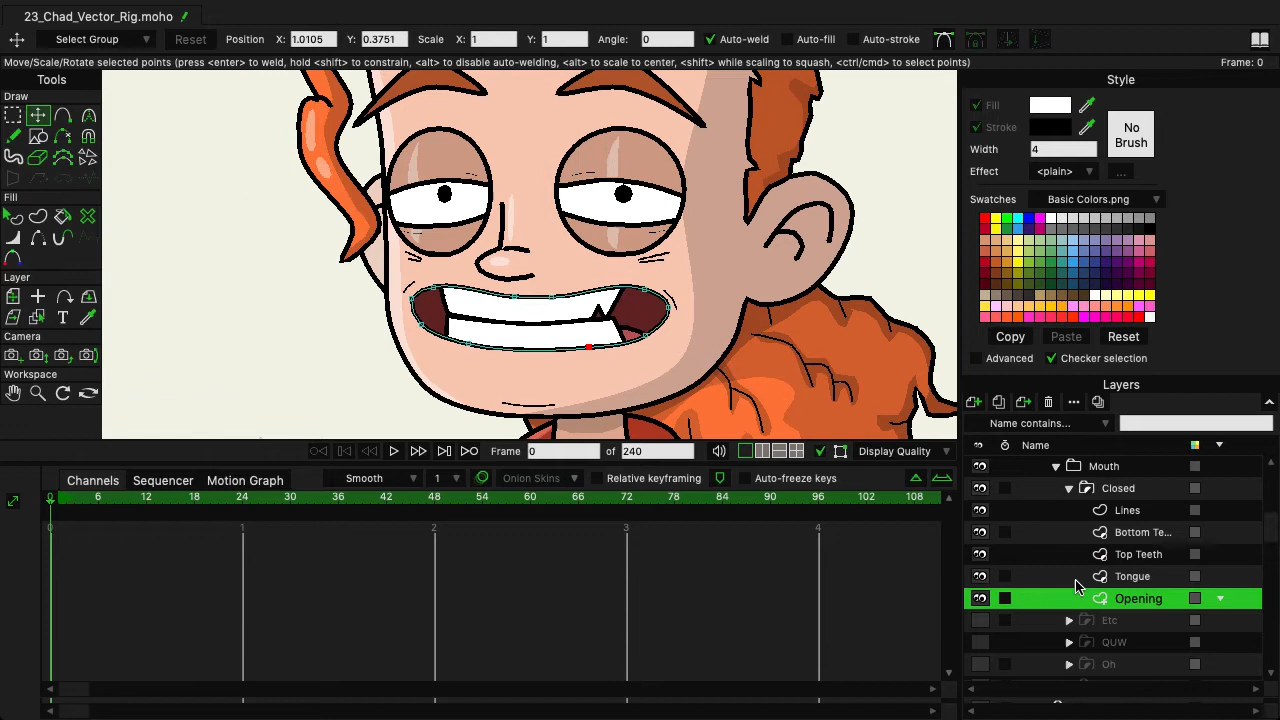 23_Chad_Vector_Rig.moho
Select Group Reset Position X: 1.0105 Y: 0.3751 Scale X: 1 Y: 1 Angle: 0 Auto-weld Auto-fill Auto-stroke
Move/Scale/Rotate selected points (press <enter> to weld, hold <shift> to constrain, <alt> to disable auto-welding, <alt> to scale to center, <shift> while scaling to squash, <ctrl/cmd> to select points) Frame: 0
Tools
Draw
Fill
Layer
Camera
Workspace
Style
Fill
Stroke
No Brush
Width 4
Effect <plain> ...
Swatches Basic Colors.png
Copy Paste Reset
Advanced Checker selection
Layers
Name contains...
Name
Mouth
Closed
Lines
Bottom Te...
Top Teeth
Tongue
Opening
Etc
QUW
Oh
Frame 0 of 240 Display Quality
Channels Sequencer Motion Graph Smooth 1 Onion Skins Relative keyframing Auto-freeze keys
0 6 12 18 24 30 36 42 48 54 60 66 72 78 84 90 96 102 108
0 1 2 3 4